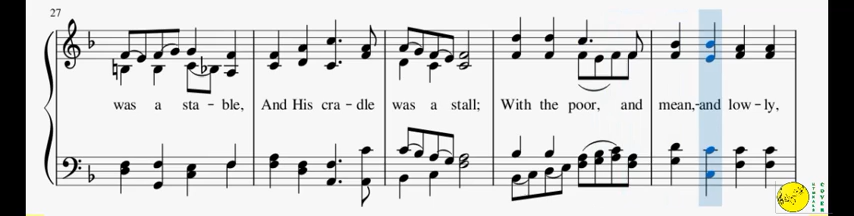 27
was a sta - ble, And His cra - dle was a stall; With the poor, and mean,-and low - ly,